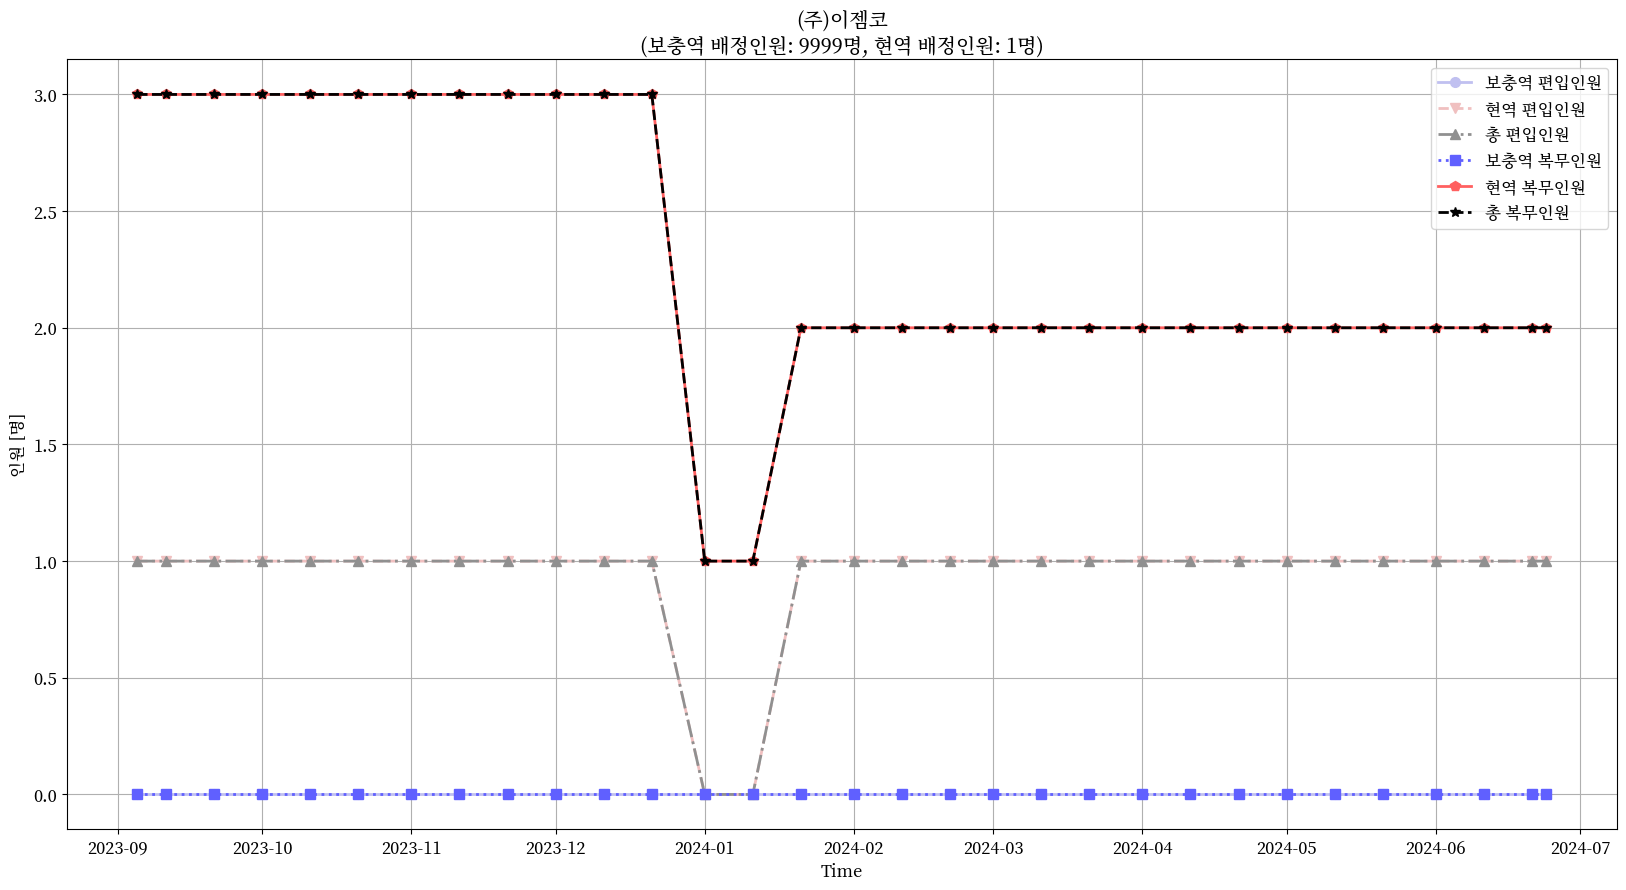 (주)이젬코
(보충역 배정인원: 9999명, 현역 배정인원: 1명)
보충역 편입인원
현역 편입인원
총 편입인원
보충역 복무인원
현역 복무인원
총 복무인원
인원 [명]
3.0
2.5
2.0
1.5
1.0
0.5
0.0
2023-09 2023-10 2023-11 2023-12 2024-01 2024-02 2024-03 2024-04 2024-05 2024-06 2024-07
Time